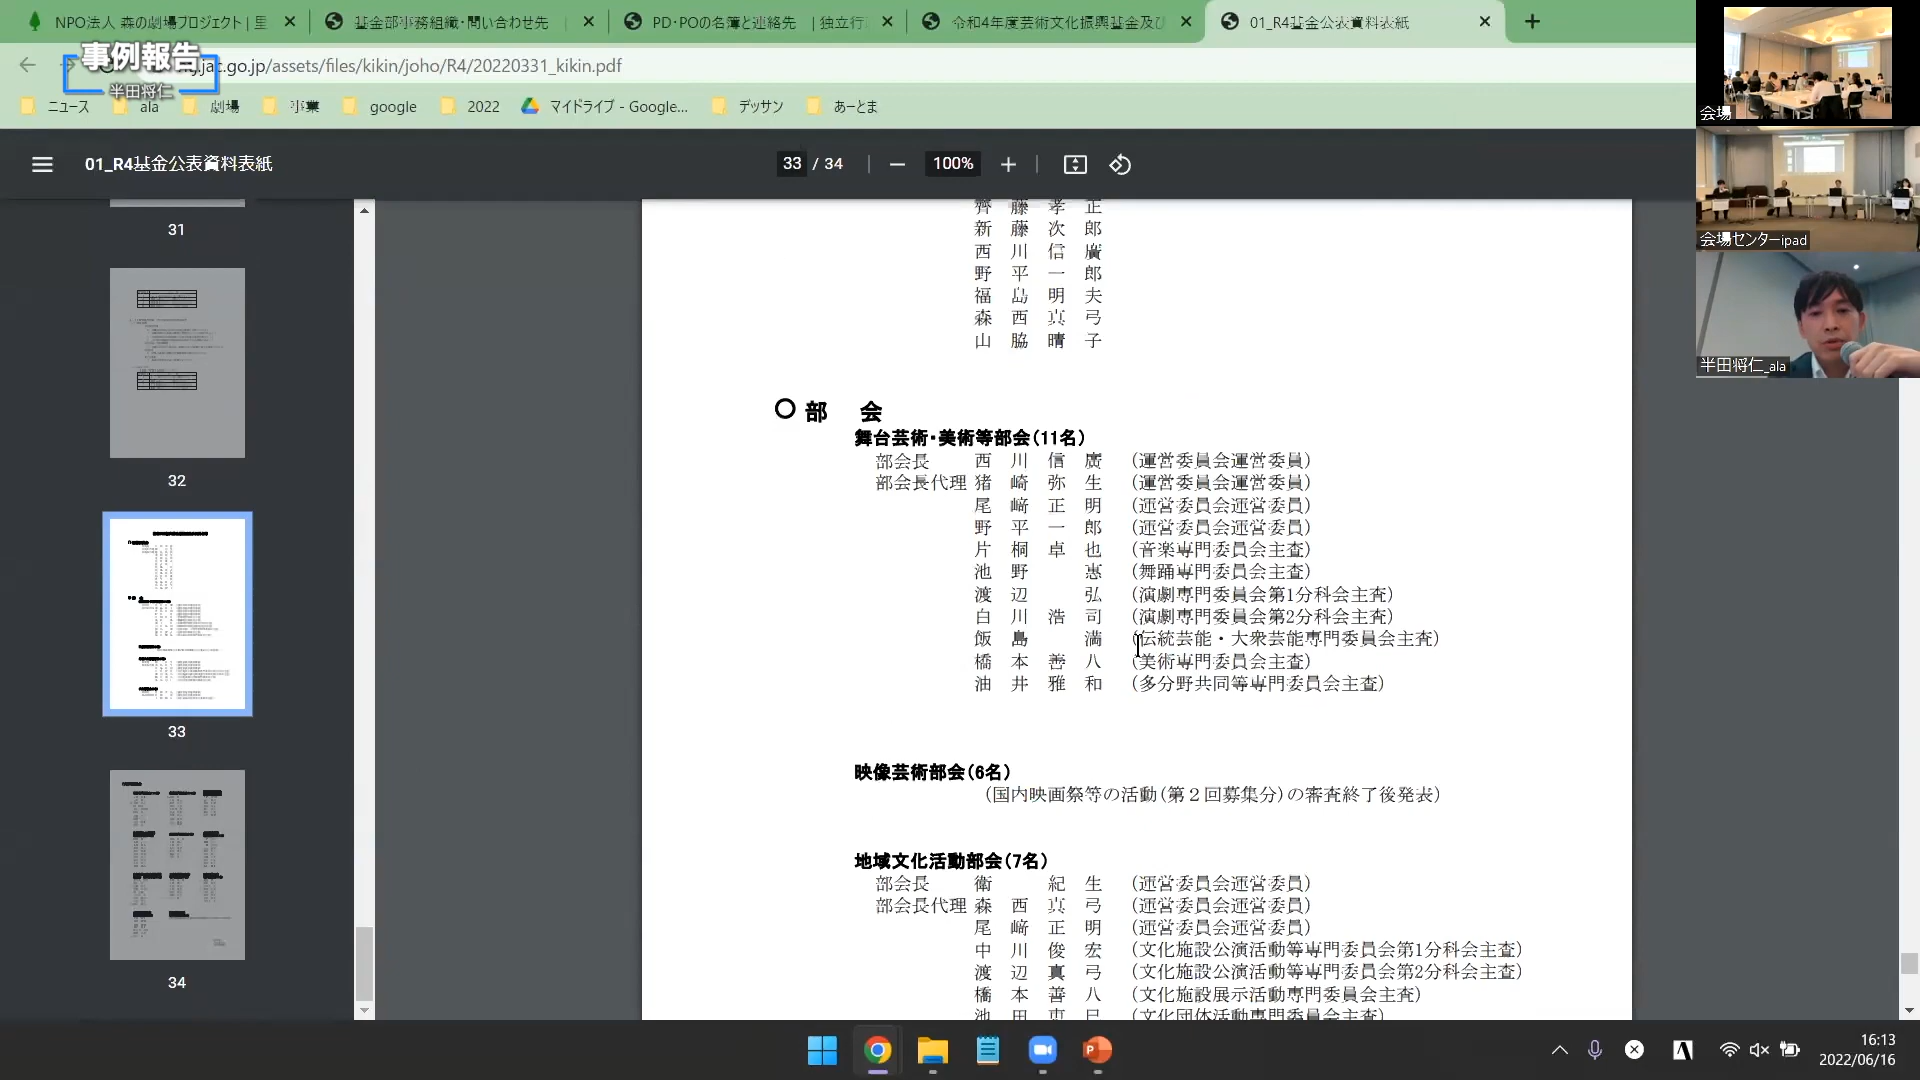 NPO法人 森の劇場プロジェクト | 里
基金部事務組織・問い合わせ先 |
PD・POの名簿と連絡先 | 独立行
令和4年度芸術文化振興基金及び
01_R4基金公表資料表紙
事例報告
半田将仁
.jac.go.jp/assets/files/kikin/joho/R4/20220331_kikin.pdf
ニュース
ala
劇場
事業
google
2022
マイドライブ - Google...
デッサン
あーとま
01_R4基金公表資料表紙
33 / 34
100%
31
32
33
34
齊藤孝正
新藤次郎
西川信廣
野平一郎
福島明夫
森西真弓
山脇晴子
○部 会
舞台芸術・美術等部会(11名)
部会長 西川信廣 (運営委員会運営委員)
部会長代理 猪崎弥生 (運営委員会運営委員)
尾﨑正明 (運営委員会運営委員)
野平一郎 (運営委員会運営委員)
片桐卓也 (音楽専門委員会主査)
池野 惠 (舞踊専門委員会主査)
渡辺 弘 (演劇専門委員会第1分科会主査)
白川浩司 (演劇専門委員会第2分科会主査)
飯島 満 (伝統芸能・大衆芸能専門委員会主査)
橋本善八 (美術専門委員会主査)
油井雅和 (多分野共同等専門委員会主査)
映像芸術部会(6名)
(国内映画祭等の活動(第2回募集分)の審査終了後発表)
地域文化活動部会(7名)
部会長 衛 紀生 (運営委員会運営委員)
部会長代理 森西真弓 (運営委員会運営委員)
尾﨑正明 (運営委員会運営委員)
中川俊宏 (文化施設公演活動等専門委員会第1分科会主査)
渡辺真弓 (文化施設公演活動等専門委員会第2分科会主査)
橋本善八 (文化施設展示活動専門委員会主査)
(文化団体活動専門委員会主査)
会場
会場センターipad
半田将仁_ala
16:13
2022/06/16